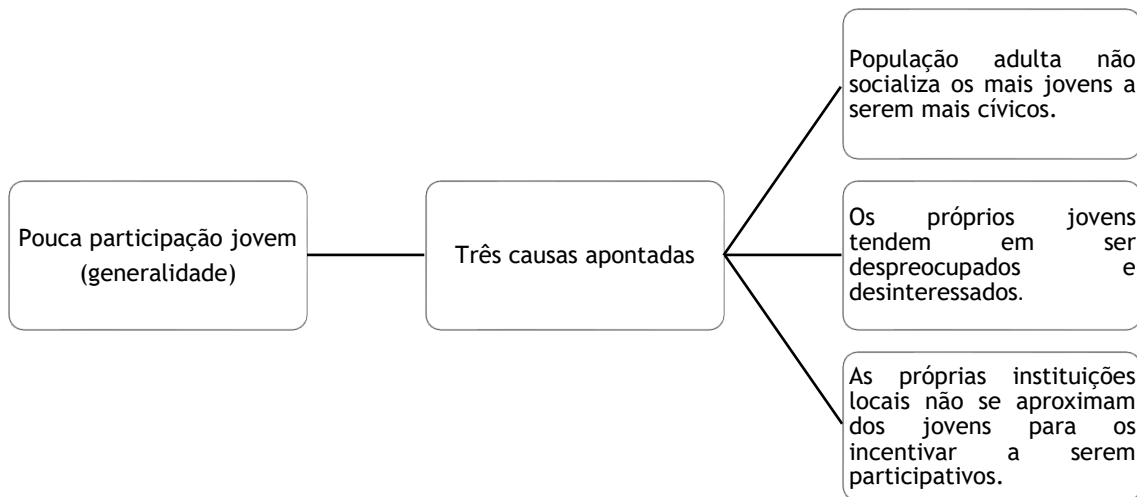 Pouca participação jovem
(generalidade)
Três causas apontadas
População adulta não
socializa os mais jovens a
serem mais cívicos.
Os próprios jovens
tendem em ser
despreocupados e
desinteressados.
As próprias instituições
locais não se aproximam
dos jovens para os
incentivar a serem
participativos.